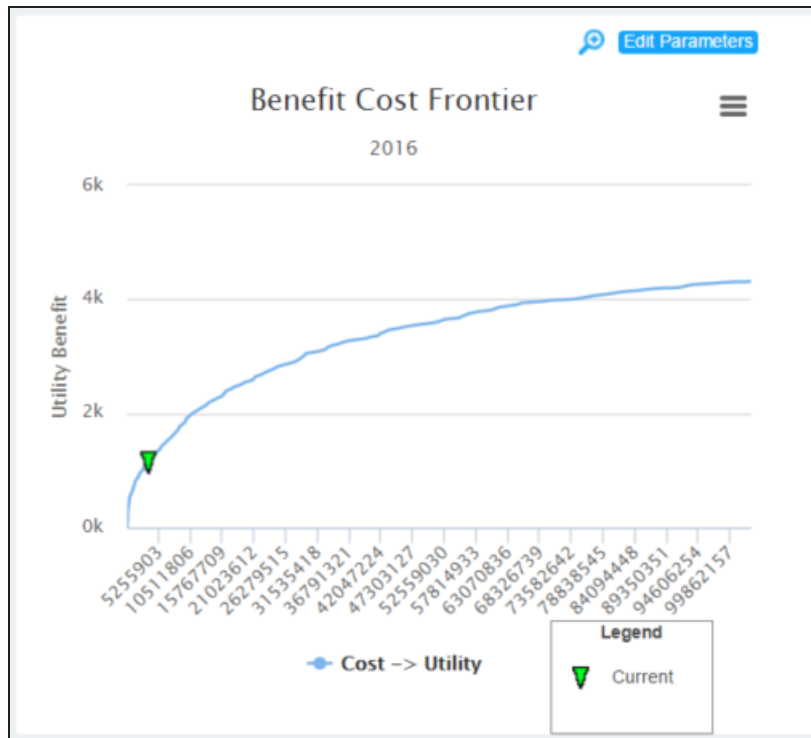 Edit Parameters
Benefit Cost Frontier
2016
Utility Benefit
6k
4k
2k
0k
5255903
10511806
15767709
21023612
26279515
31535418
36791321
42047224
47303127
52559030
57814933
63070836
68326739
73582642
78838545
84094448
89350351
94606254
99862157
Cost -> Utility
Legend
Current